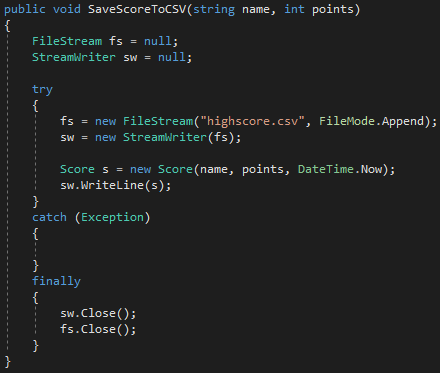 public void SaveScoreToCSV(string name, int points)
{
    FileStream fs = null;
    StreamWriter sw = null;

    try
    {
        fs = new FileStream("highscore.csv", FileMode.Append);
        sw = new StreamWriter(fs);

        Score s = new Score(name, points, DateTime.Now);
        sw.WriteLine(s);
    }
    catch (Exception)
    {

    }
    finally
    {
        sw.Close();
        fs.Close();
    }
}